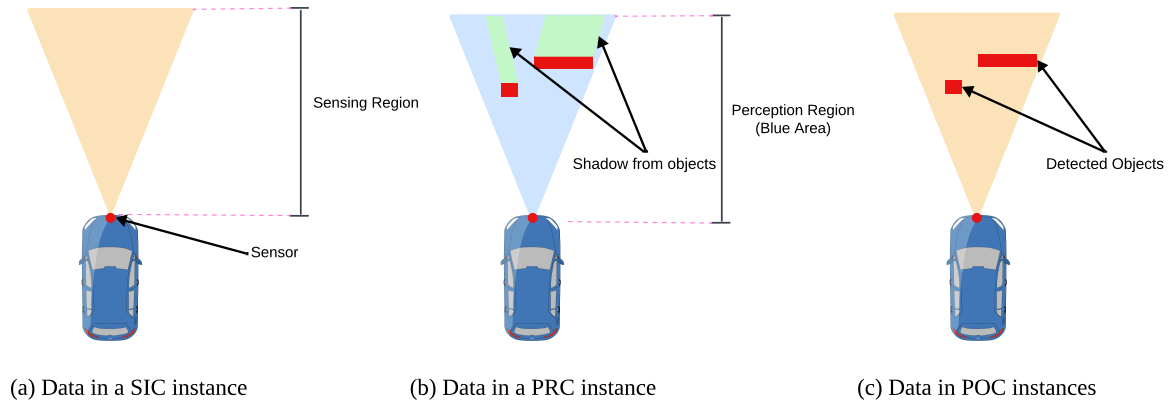 Sensing Region
Sensor
(a) Data in a SIC instance
Perception Region
(Blue Area)
Shadow from objects
(b) Data in a PRC instance
Detected Objects
(c) Data in POC instances